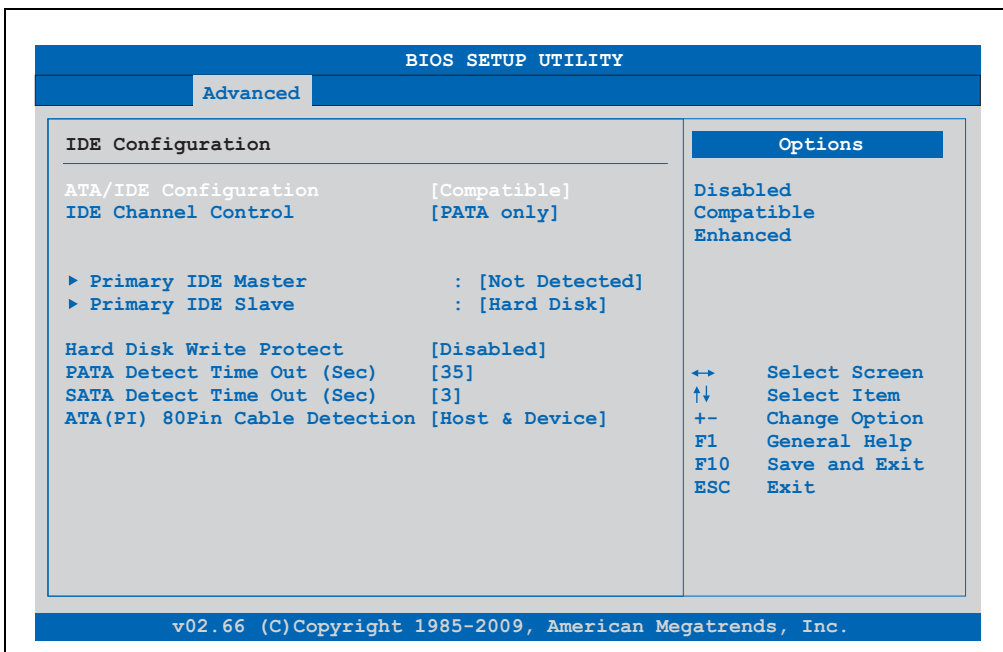 BIOS SETUP UTILITY
Advanced
IDE Configuration
ATA/IDE Configuration [Compatible]
IDE Channel Control [PATA only]
▶ Primary IDE Master : [Not Detected]
▶ Primary IDE Slave : [Hard Disk]
Hard Disk Write Protect [Disabled]
PATA Detect Time Out (Sec) [35]
SATA Detect Time Out (Sec) [3]
ATA(PI) 80Pin Cable Detection [Host & Device]
Options
Disabled
Compatible
Enhanced
↔ Select Screen
↑↓ Select Item
+- Change Option
F1 General Help
F10 Save and Exit
ESC Exit
v02.66 (C)Copyright 1985-2009, American Megatrends, Inc.